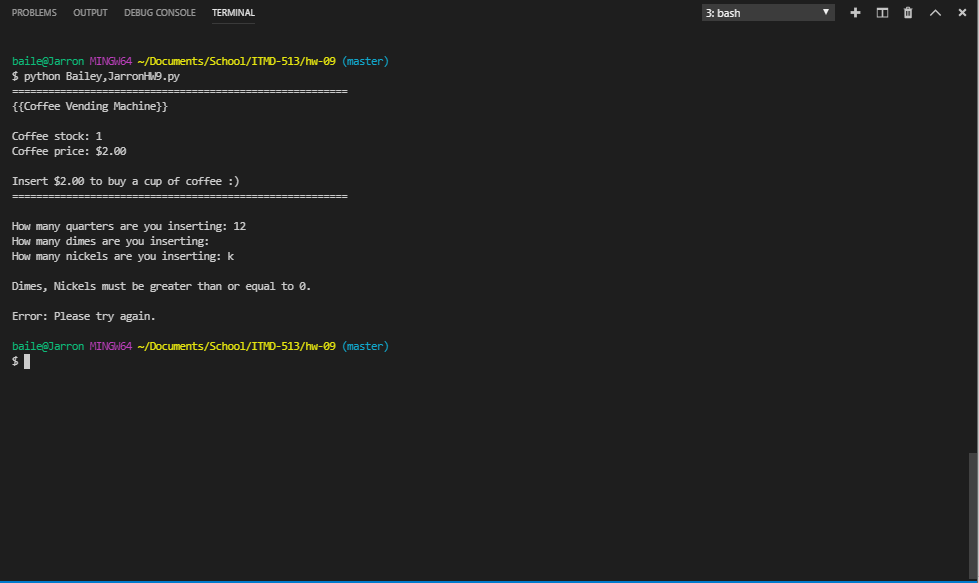 PROBLEMS OUTPUT DEBUG CONSOLE TERMINAL 3: bash
baile@Jarron MINGW64 ~/Documents/School/ITMD-513/hw-09 (master)
$ python Bailey,JarronHW9.py
========================================================
{{Coffee Vending Machine}}
Coffee stock: 1
Coffee price: $2.00
Insert $2.00 to buy a cup of coffee :)
========================================================
How many quarters are you inserting: 12
How many dimes are you inserting:
How many nickels are you inserting: k
Dimes, Nickels must be greater than or equal to 0.
Error: Please try again.
baile@Jarron MINGW64 ~/Documents/School/ITMD-513/hw-09 (master)
$